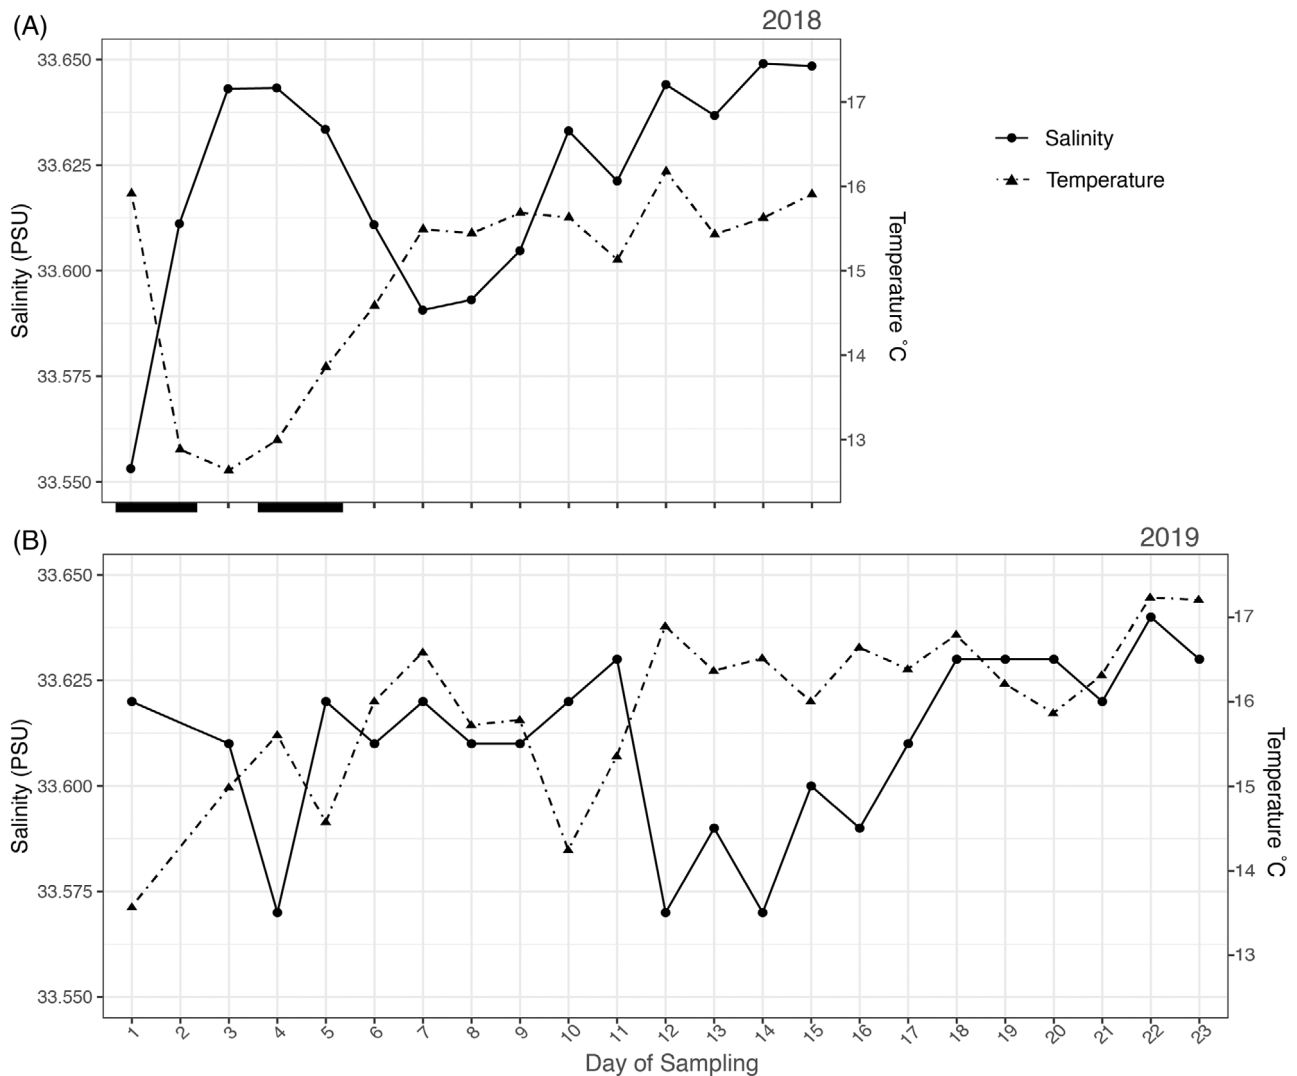 (A)
2018
33.650
33.625
33.600
33.575
33.550
Salinity (PSU)
17
16
15
14
13
Temperature °C
Salinity
Temperature
(B)
2019
33.650
33.625
33.600
33.575
33.550
Salinity (PSU)
17
16
15
14
13
Temperature °C
1 2 3 4 5 6 7 8 9 10 11 12 13 14 15 16 17 18 19 20 21 22 23
Day of Sampling